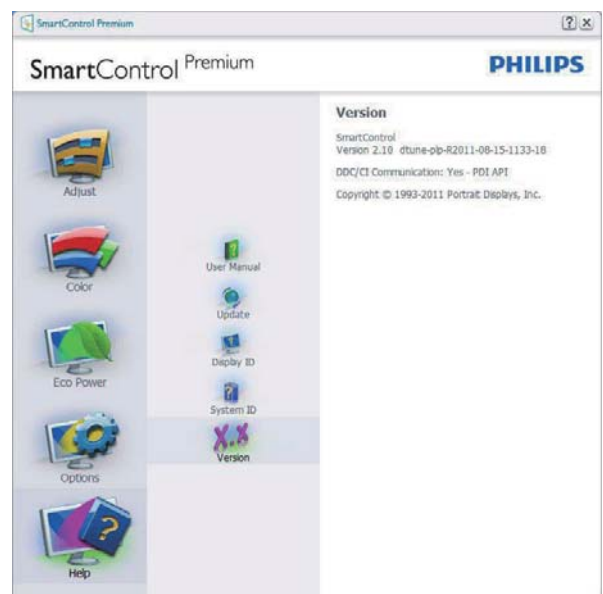 SmartControl Premium
SmartControl Premium
PHILIPS
Adjust
Color
Eco Power
Options
Help
User Manual
Update
Display ID
System ID
X.X
Version
Version
SmartControl
Version 2.10 dtune-plp-R2011-08-15-1133-18
DDC/CI Communication: Yes - PDI API
Copyright © 1993-2011 Portrait Displays, Inc.